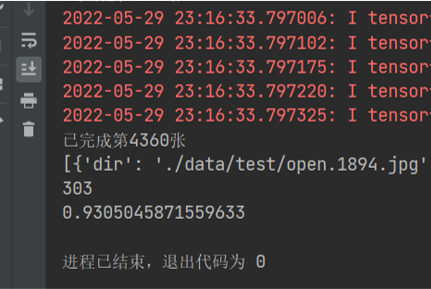 2022-05-29 23:16:33.797006: I tensor
2022-05-29 23:16:33.797102: I tensor
2022-05-29 23:16:33.797175: I tensor
2022-05-29 23:16:33.797220: I tensor
2022-05-29 23:16:33.797325: I tensor
已完成第4360张
[{'dir': './data/test/open.1894.jpg'
303
0.9305045871559633
进程已结束，退出代码为 0